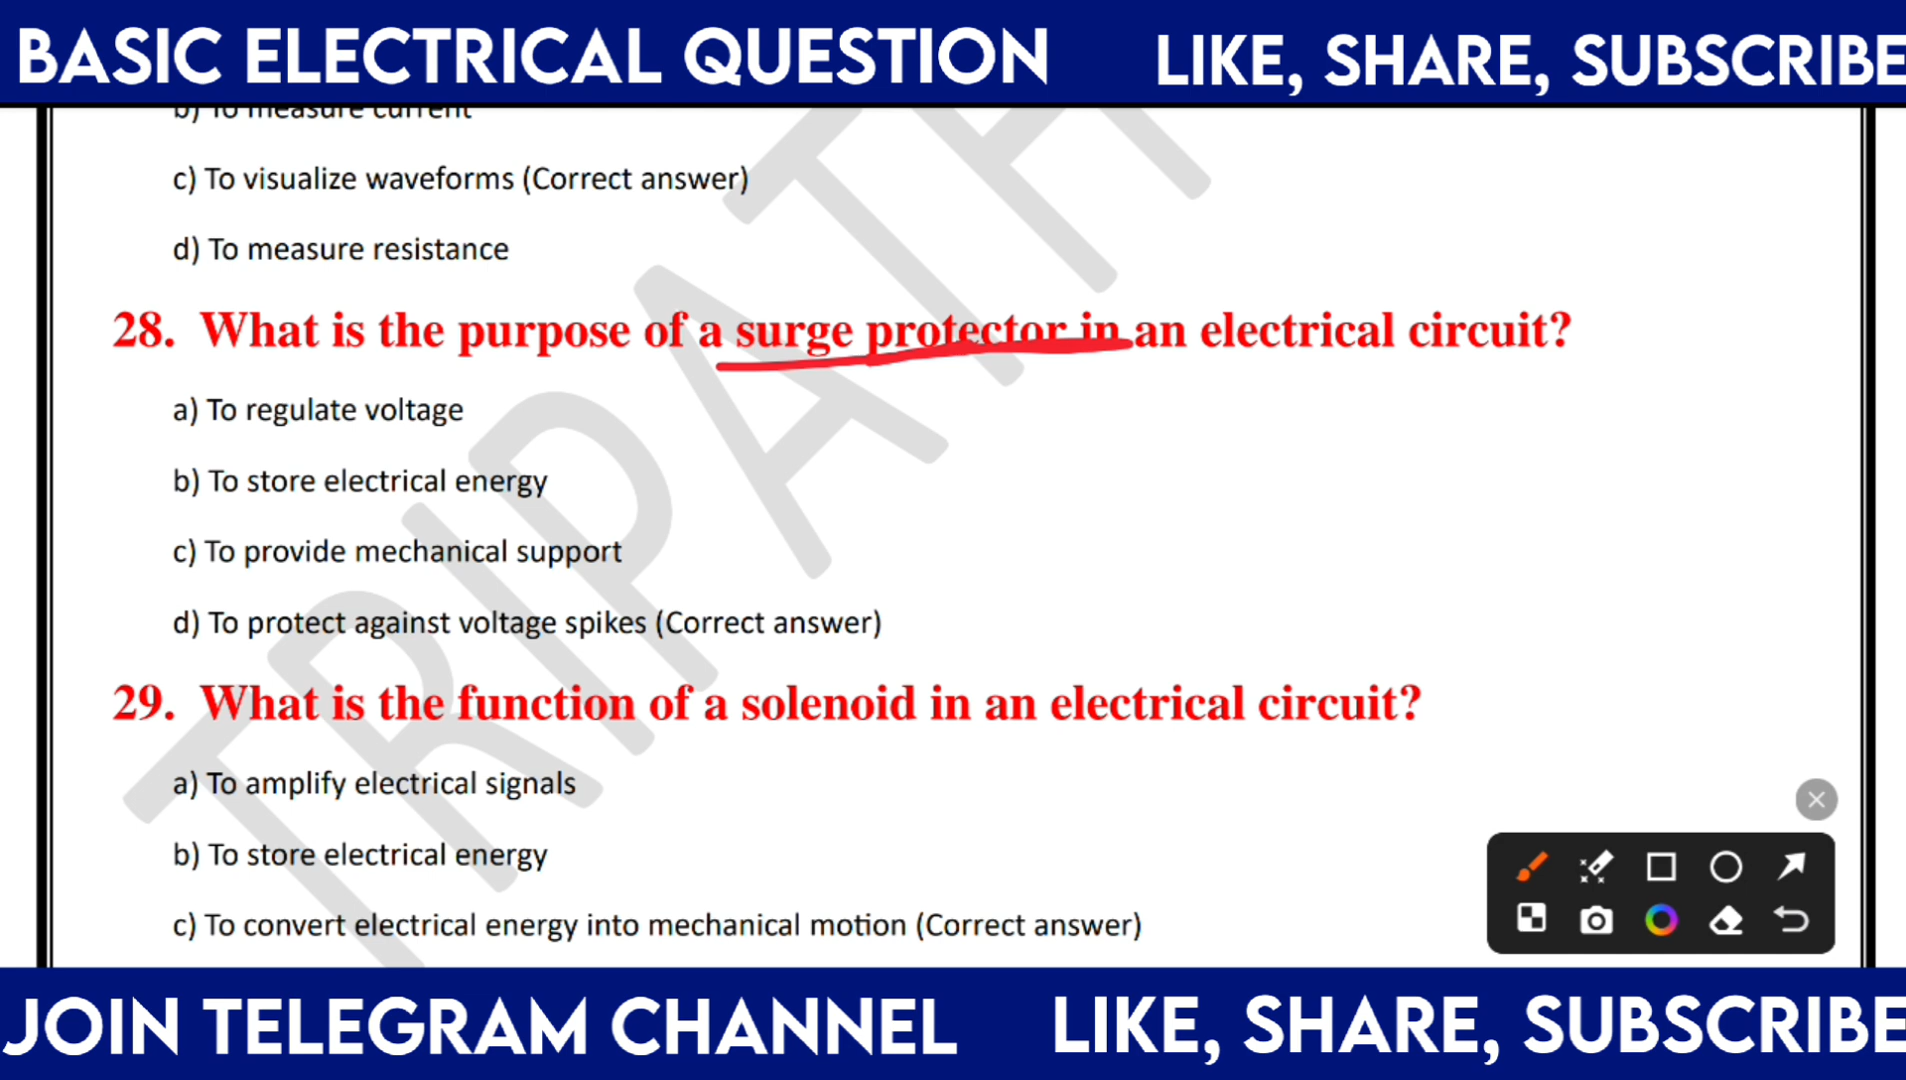 BASIC ELECTRICAL QUESTION LIKE, SHARE, SUBSCRIBE
b) To measure current
c) To visualize waveforms (Correct answer)
d) To measure resistance
28. What is the purpose of a surge protector in an electrical circuit?
a) To regulate voltage
b) To store electrical energy
c) To provide mechanical support
d) To protect against voltage spikes (Correct answer)
29. What is the function of a solenoid in an electrical circuit?
a) To amplify electrical signals
b) To store electrical energy
c) To convert electrical energy into mechanical motion (Correct answer)
TRIPATH
JOIN TELEGRAM CHANNEL LIKE, SHARE, SUBSCRIBE